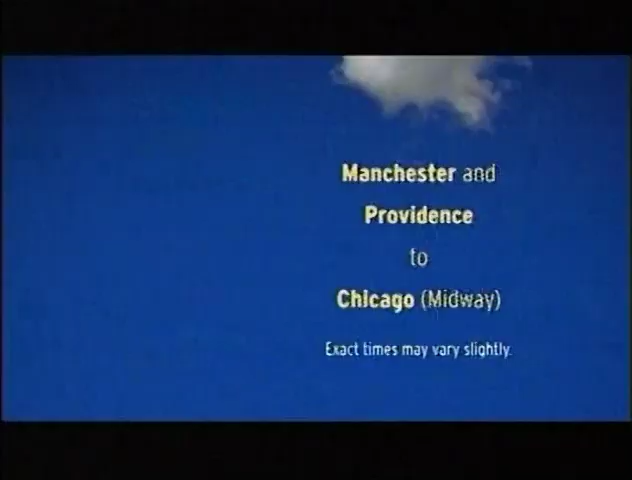 Manchester and
Providence
to
Chicago (Midway)
Exact times may vary slightly.